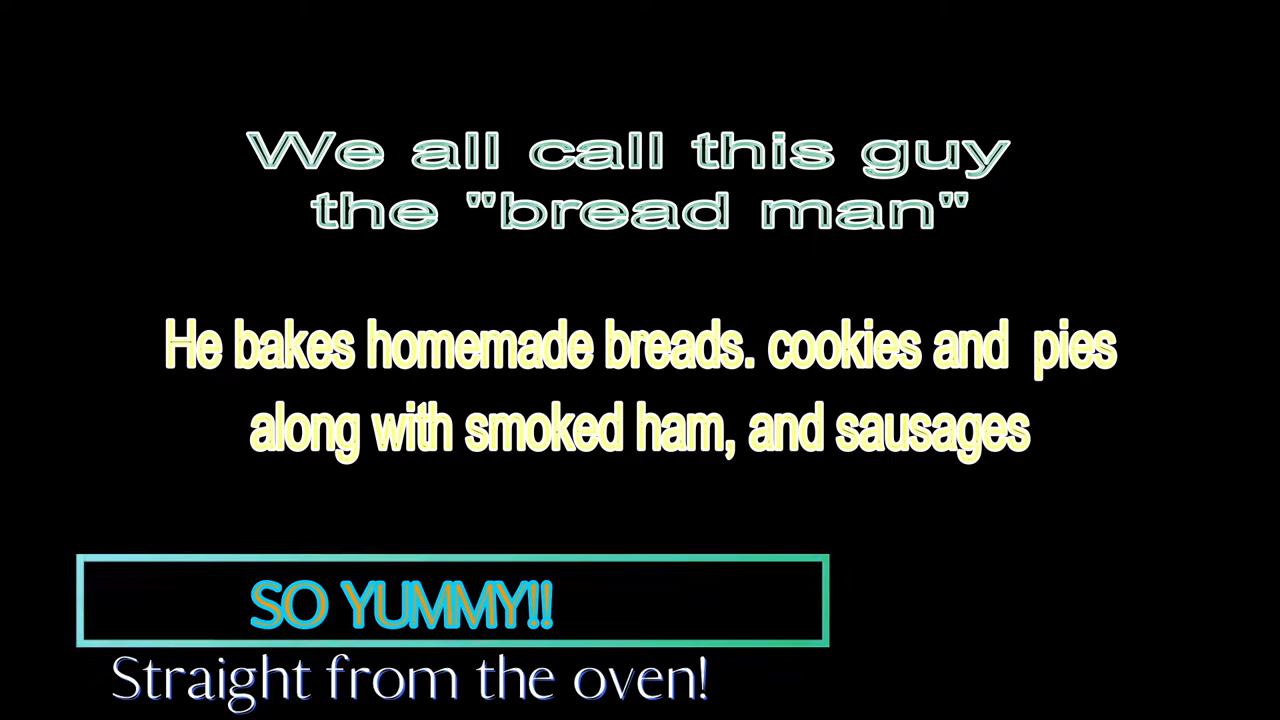 We all call this guy
the "bread man"
He bakes homemade breads. cookies and pies
along with smoked ham, and sausages
SO YUMMY!!
Straight from the oven!